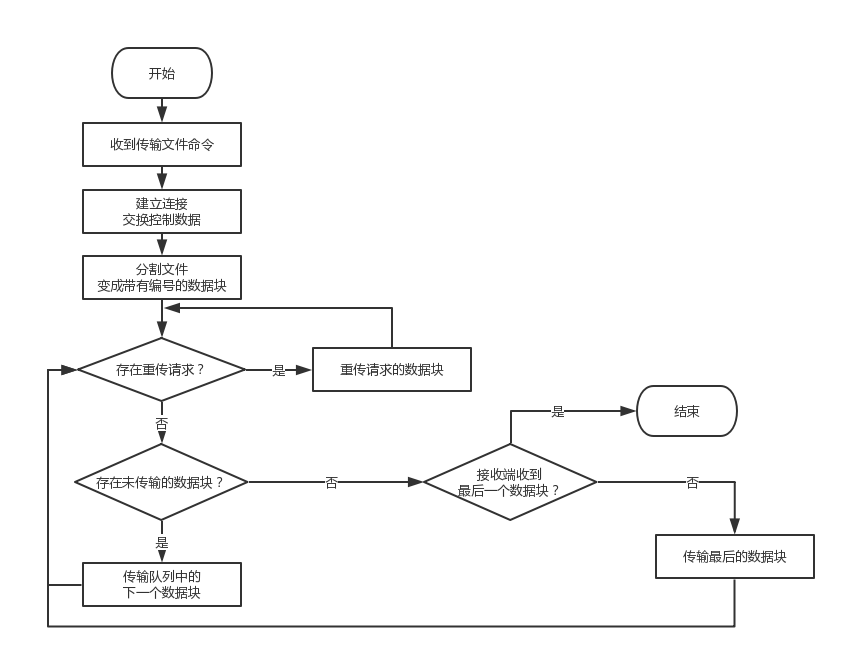 开始
收到传输文件命令
建立连接
交换控制数据
分割文件
变成带有编号的数据块
存在重传请求？
是
重传请求的数据块
否
存在未传输的数据块？
否
接收端收到
最后一个数据块？
是
结束
否
传输最后的数据块
是
传输队列中的
下一个数据块